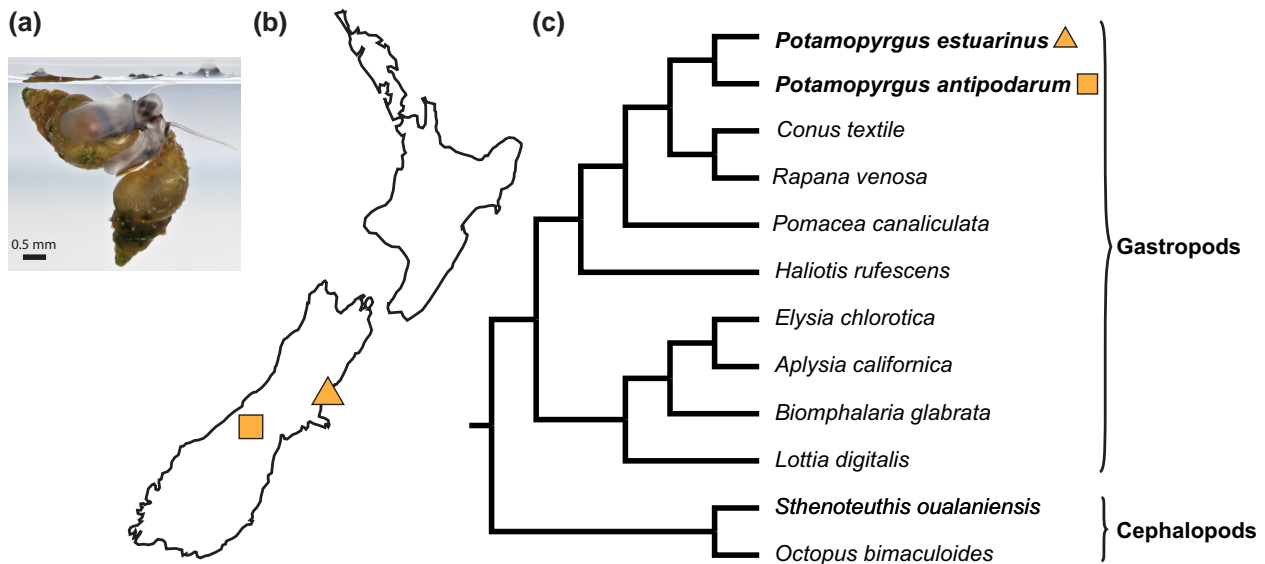 (a)
(b)
(c)
0.5 mm
Potamopyrgus estuarinus
Potamopyrgus antipodarum
Conus textile
Rapana venosa
Pomacea canaliculata
Haliotis rufescens
Elysia chlorotica
Aplysia californica
Biomphalaria glabrata
Lottia digitalis
Sthenoteuthis oualaniensis
Octopus bimaculoides
Gastropods
Cephalopods